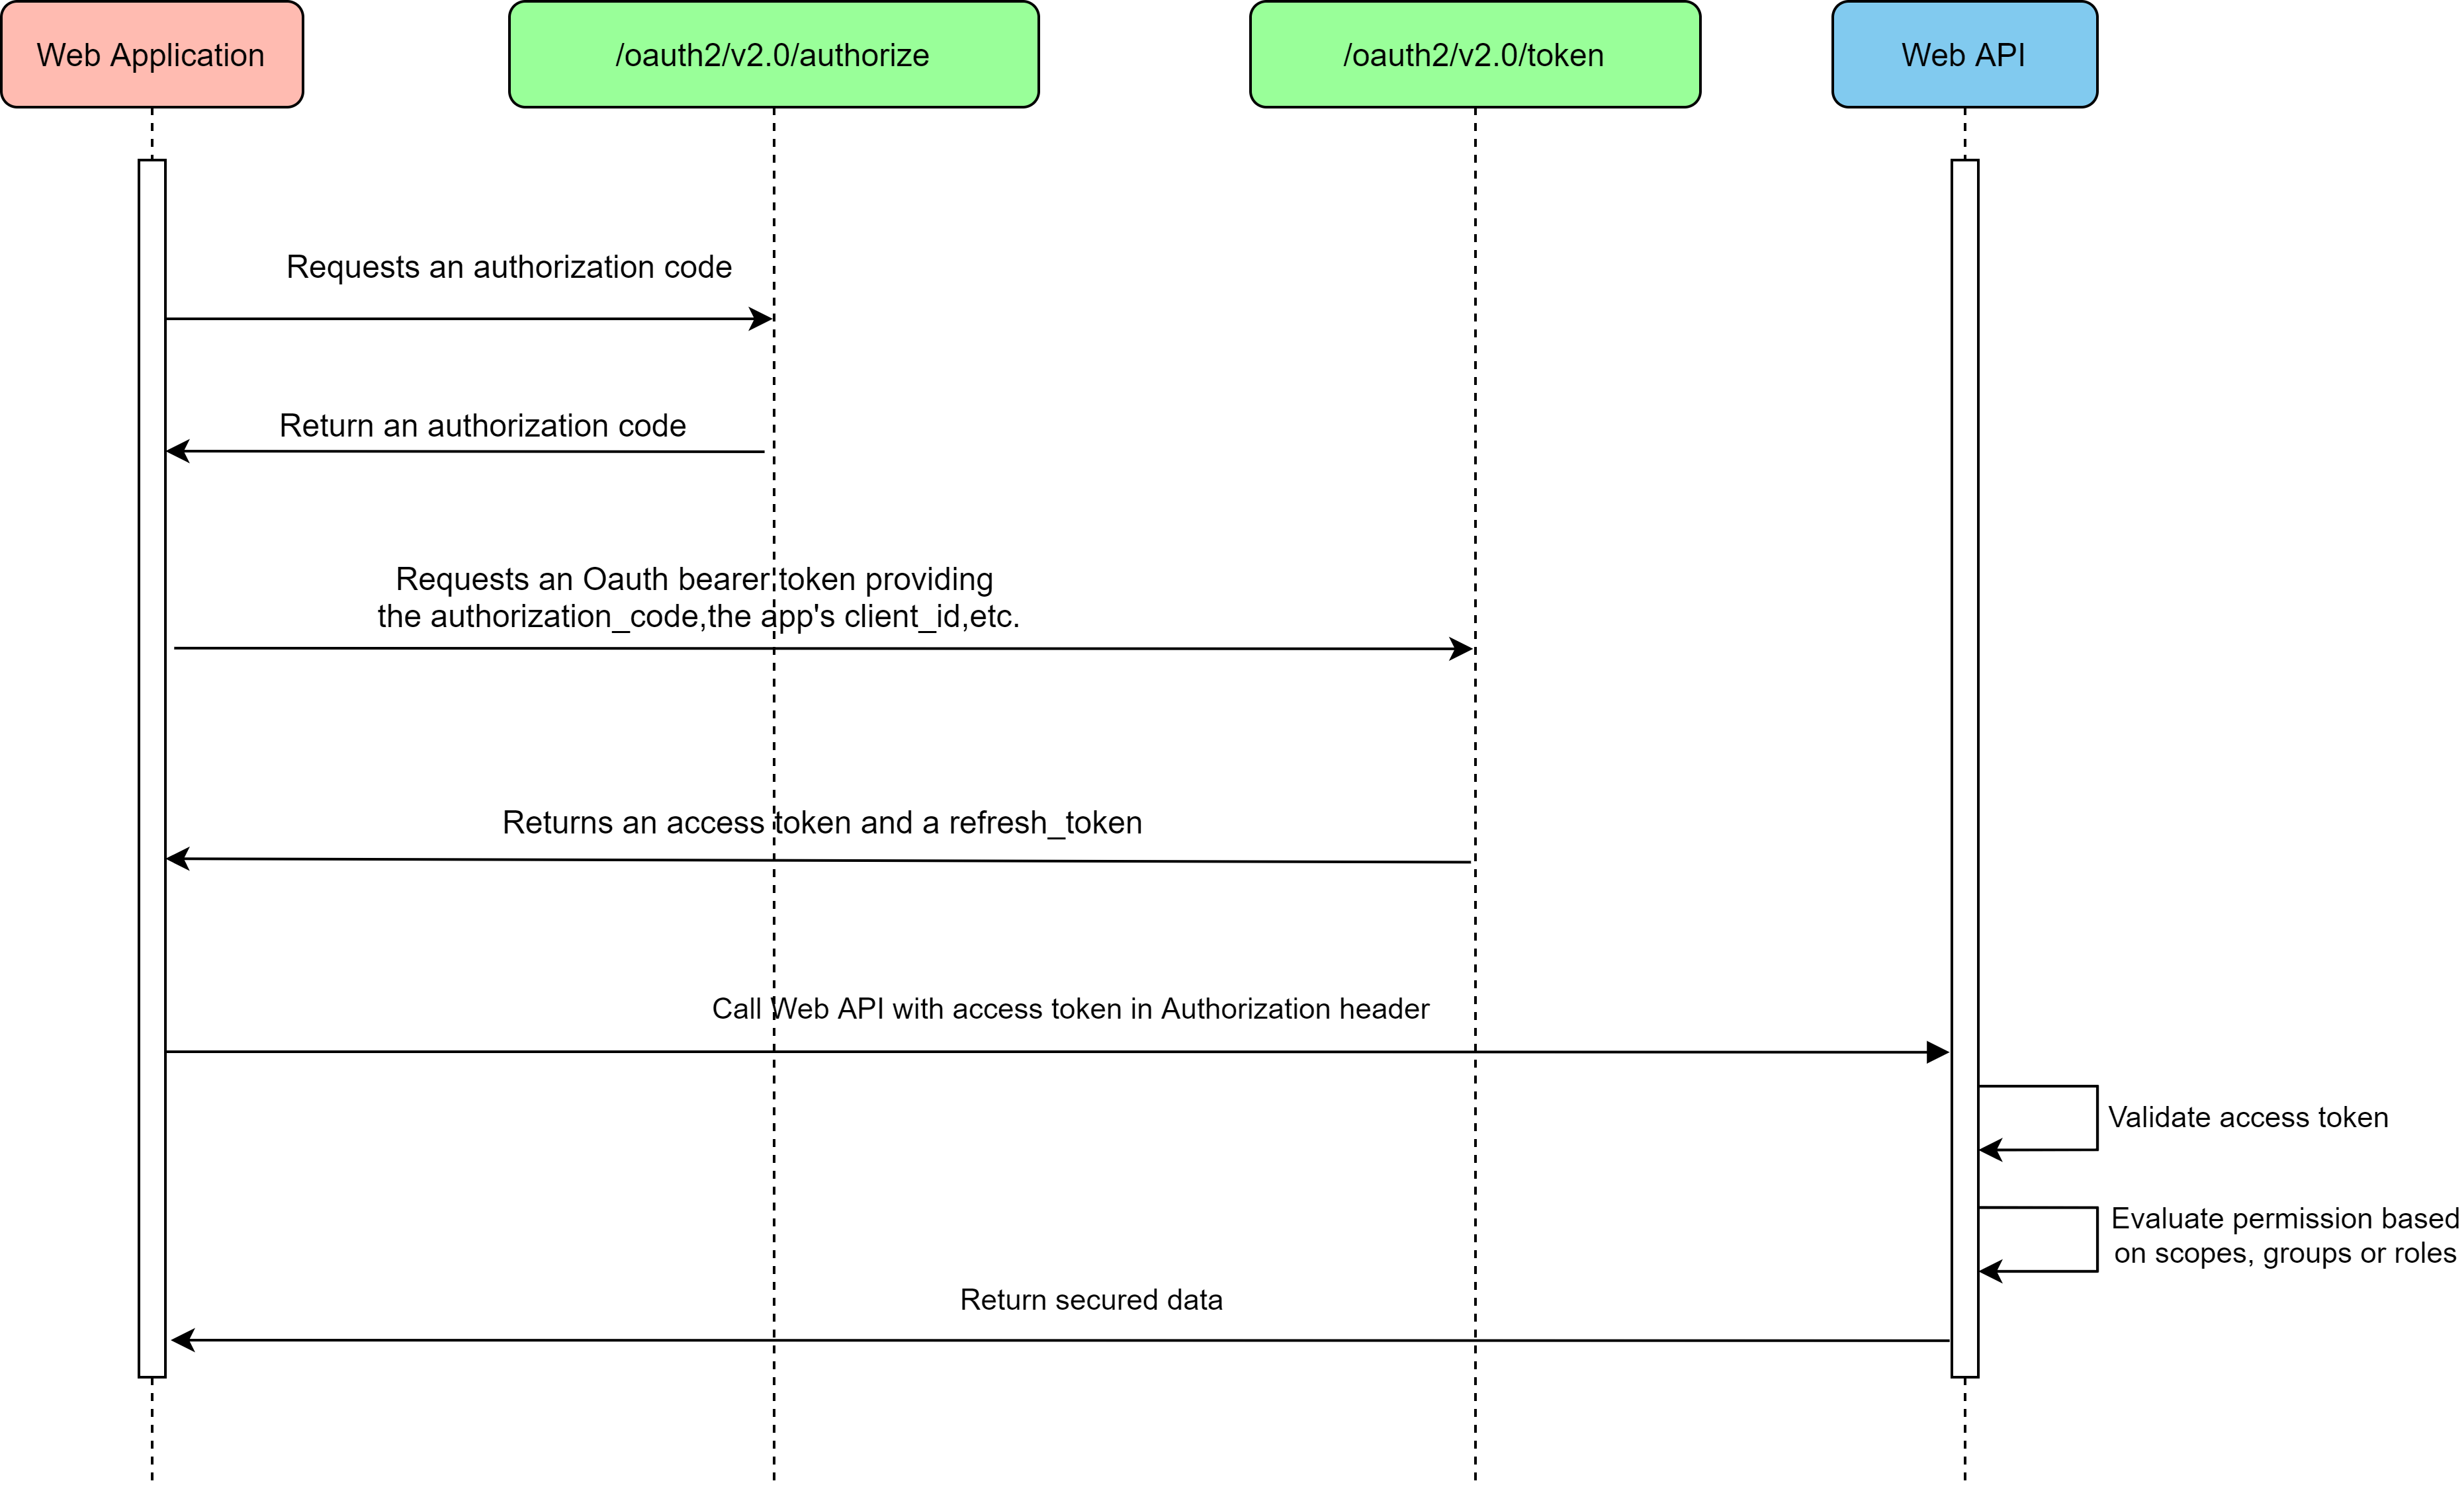 Web Application
/oauth2/v2.0/authorize
/oauth2/v2.0/token
Web API
Requests an authorization code
Return an authorization code
Requests an Oauth bearer token providing
the authorization_code,the app's client_id,etc.
Returns an access token and a refresh_token
Call Web API with access token in Authorization header
Validate access token
Evaluate permission based
on scopes, groups or roles
Return secured data